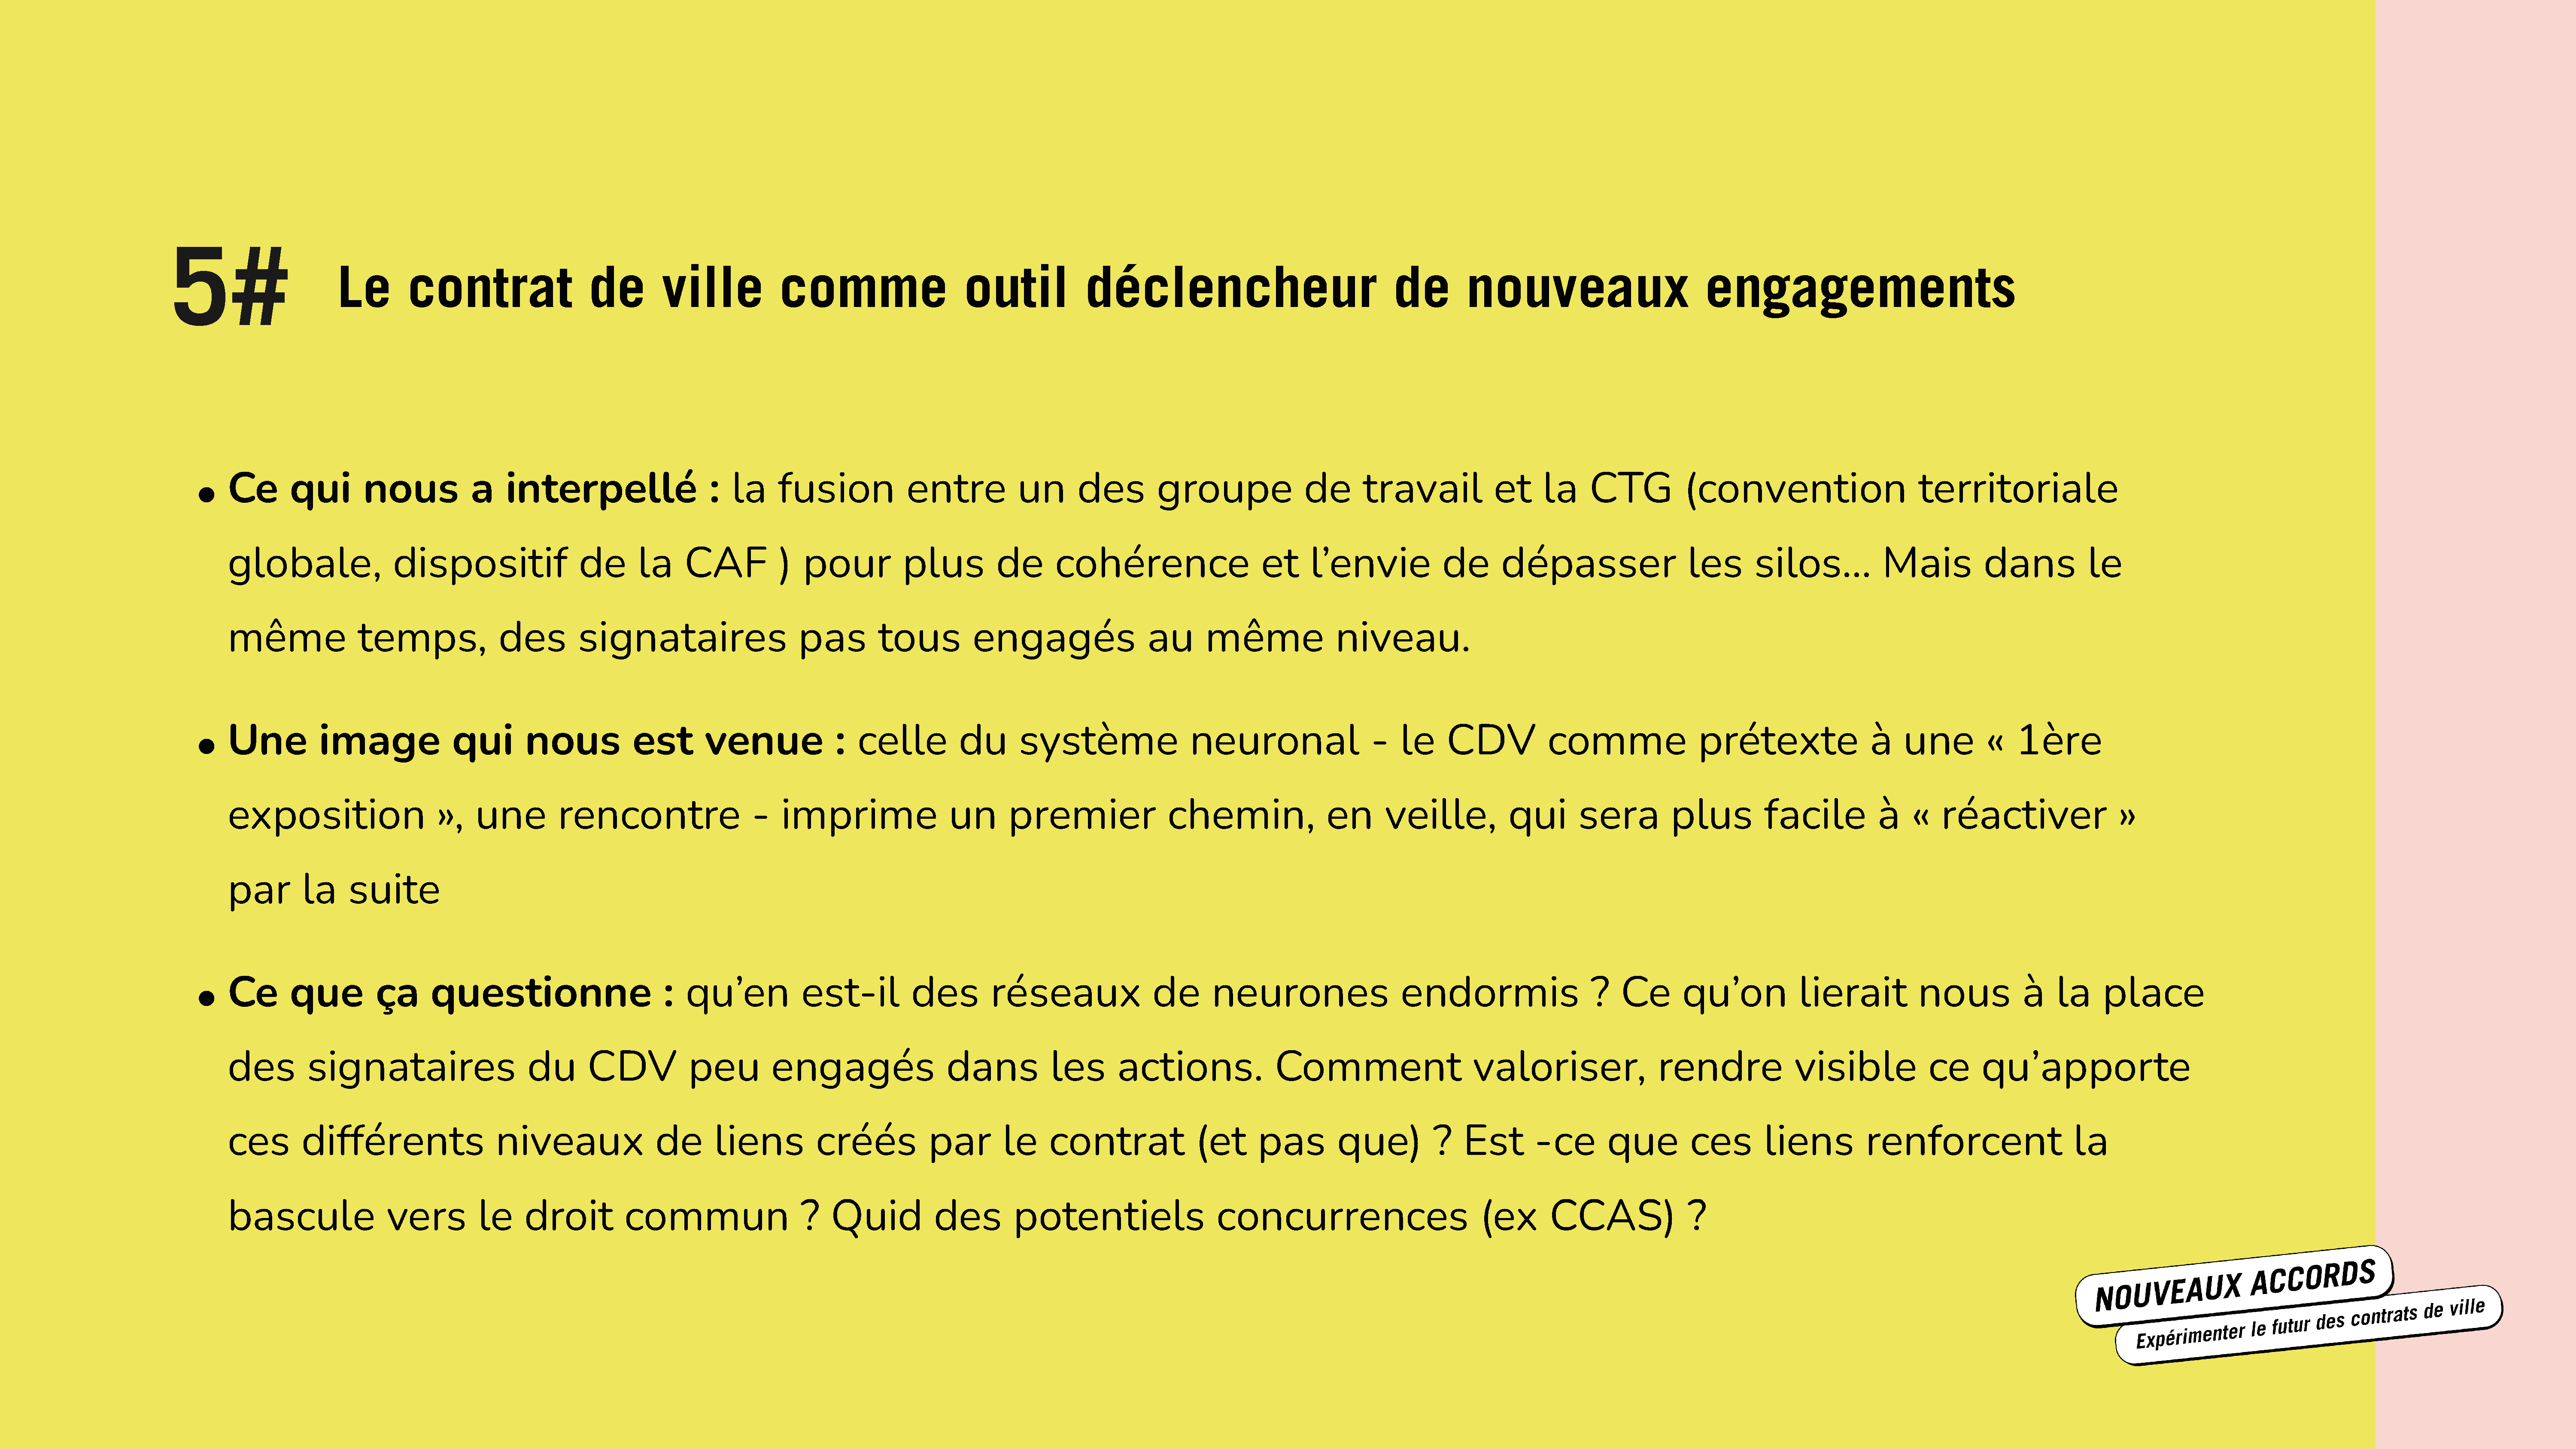 5# Le contrat de ville comme outil déclencheur de nouveaux engagements
• Ce qui nous a interpellé : la fusion entre un des groupe de travail et la CTG (convention territoriale
globale, dispositif de la CAF ) pour plus de cohérence et l’envie de dépasser les silos... Mais dans le
même temps, des signataires pas tous engagés au même niveau.
• Une image qui nous est venue : celle du système neuronal - le CDV comme prétexte à une « 1ère
exposition », une rencontre - imprime un premier chemin, en veille, qui sera plus facile à « réactiver »
par la suite
• Ce que ça questionne : qu’en est-il des réseaux de neurones endormis ? Ce qu’on lierait nous à la place
des signataires du CDV peu engagés dans les actions. Comment valoriser, rendre visible ce qu’apporte
ces différents niveaux de liens créés par le contrat (et pas que) ? Est -ce que ces liens renforcent la
bascule vers le droit commun ? Quid des potentiels concurrences (ex CCAS) ?
NOUVEAUX ACCORDS
Expérimenter le futur des contrats de ville